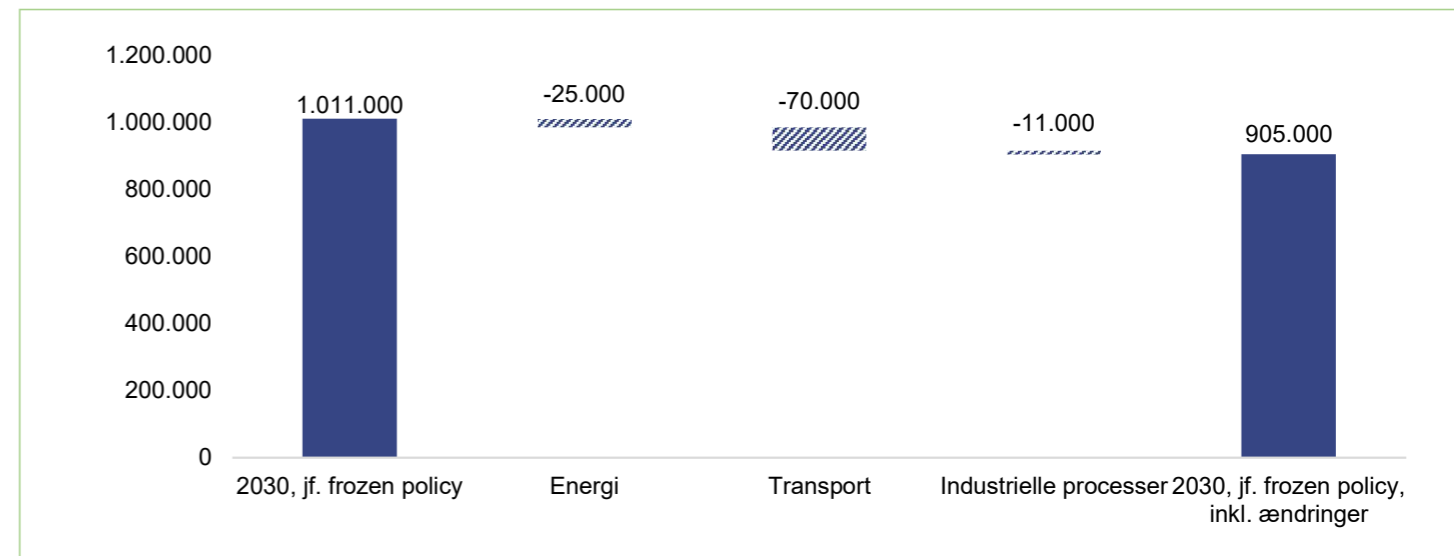 1.200.000
1.000.000
800.000
600.000
400.000
200.000
0
1.011.000
-25.000
-70.000
-11.000
905.000
2030, jf. frozen policy
Energi
Transport
Industrielle processer
2030, jf. frozen policy,
inkl. ændringer